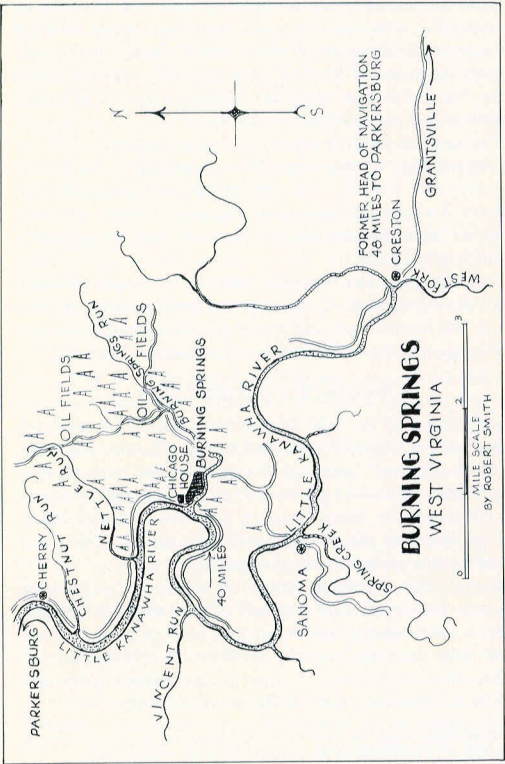 PARKERSBURG
CHERRY
LITTLE KANAWHA RIVER
CHESTNUT RUN
NETTLE RUN
OIL FIELDS
BURNING SPRINGS RUN
OIL FIELDS
CHICAGO
HOUSE
BURNING SPRINGS
VINCENT RUN
40 MILES
N
S
LITTLE KANAWHA RIVER
SANOMA
SPRING CREEK
FORMER HEAD OF NAVIGATION
48 MILES TO PARKERSBURG
CRESTON
GRANTSVILLE
WEST FORK
BURNING SPRINGS
WEST VIRGINIA
0 1 2 3
MILE SCALE
BY ROBERT SMITH